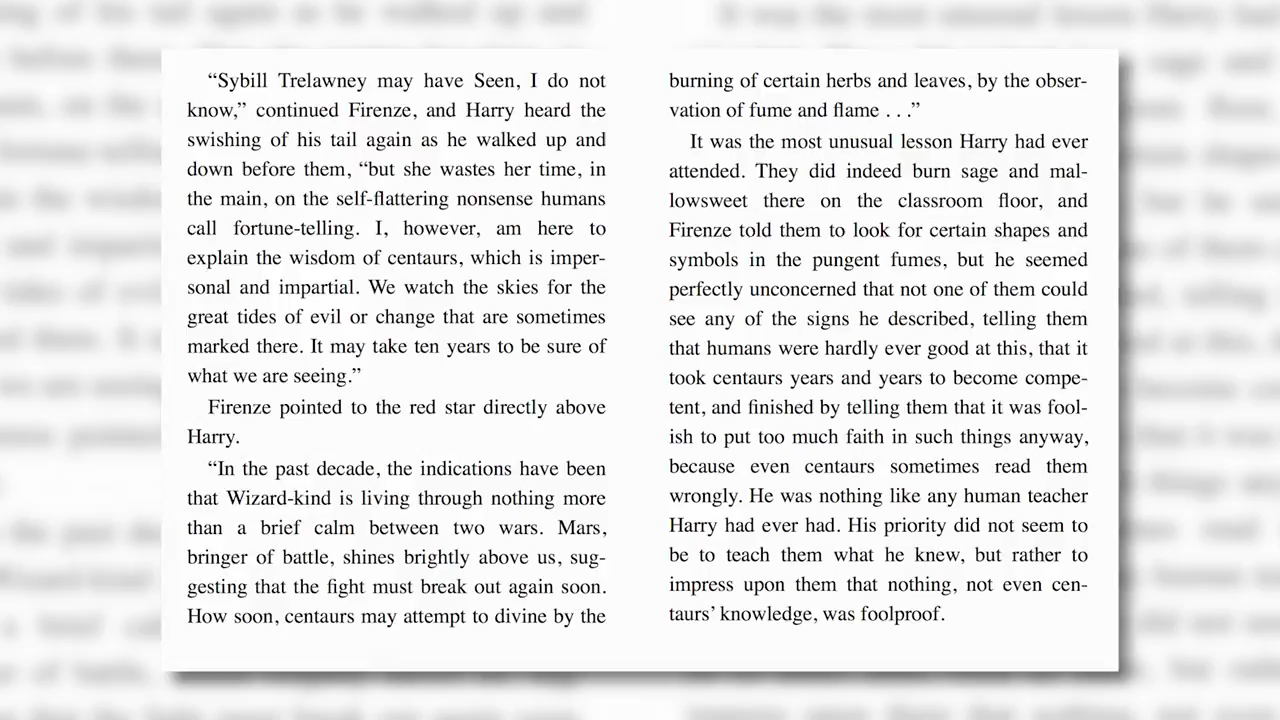 “Sybill Trelawney may have Seen, I do not
know,” continued Firenze, and Harry heard the
swishing of his tail again as he walked up and
down before them, “but she wastes her time, in
the main, on the self-flattering nonsense humans
call fortune-telling. I, however, am here to
explain the wisdom of centaurs, which is imper-
sonal and impartial. We watch the skies for the
great tides of evil or change that are sometimes
marked there. It may take ten years to be sure of
what we are seeing.”
Firenze pointed to the red star directly above
Harry.
“In the past decade, the indications have been
that Wizard-kind is living through nothing more
than a brief calm between two wars. Mars,
bringer of battle, shines brightly above us, sug-
gesting that the fight must break out again soon.
How soon, centaurs may attempt to divine by the
burning of certain herbs and leaves, by the obser-
vation of fume and flame . . .”
It was the most unusual lesson Harry had ever
attended. They did indeed burn sage and mal-
lowsweet there on the classroom floor, and
Firenze told them to look for certain shapes and
symbols in the pungent fumes, but he seemed
perfectly unconcerned that not one of them could
see any of the signs he described, telling them
that humans were hardly ever good at this, that it
took centaurs years and years to become compe-
tent, and finished by telling them that it was fool-
ish to put too much faith in such things anyway,
because even centaurs sometimes read them
wrongly. He was nothing like any human teacher
Harry had ever had. His priority did not seem to
be to teach them what he knew, but rather to
impress upon them that nothing, not even cen-
taurs’ knowledge, was foolproof.